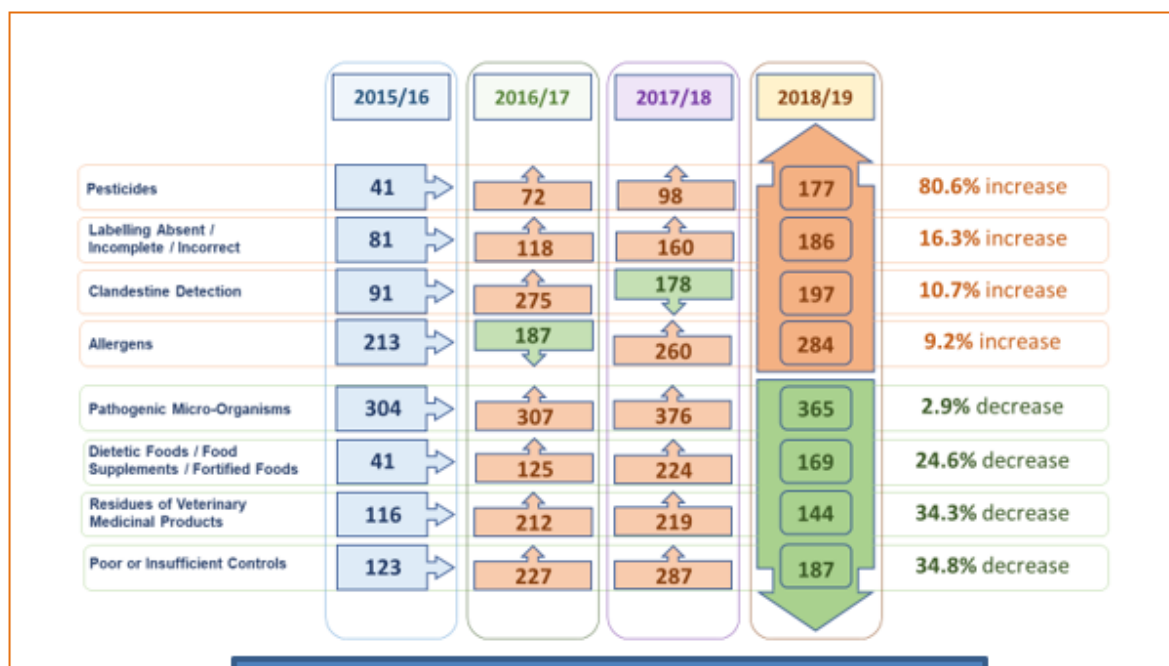 2015/16 2016/17 2017/18 2018/19
Pesticides 41 72 98 177 80.6% increase
Labelling Absent /
Incomplete / Incorrect 81 118 160 186 16.3% increase
Clandestine Detection 91 275 178 197 10.7% increase
Allergens 213 187 260 284 9.2% increase
Pathogenic Micro-Organisms 304 307 376 365 2.9% decrease
Dietetic Foods / Food
Supplements / Fortified Foods 41 125 224 169 24.6% decrease
Residues of Veterinary
Medicinal Products 116 212 219 144 34.3% decrease
Poor or Insufficient Controls 123 227 287 187 34.8% decrease